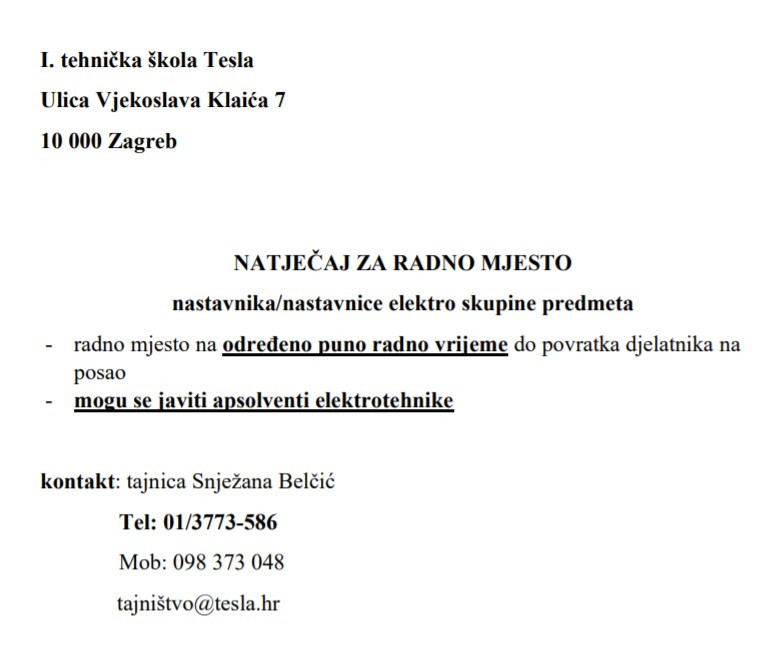 I. tehnička škola Tesla
Ulica Vjekoslava Klaića 7
10 000 Zagreb
NATJEČAJ ZA RADNO MJESTO
nastavnika/nastavnice elektro skupine predmeta
- radno mjesto na određeno puno radno vrijeme do povratka djelatnika na
posao
- mogu se javiti apsolventi elektrotehnike
kontakt: tajnica Snježana Belčić
Tel: 01/3773-586
Mob: 098 373 048
tajništvo@tesla.hr